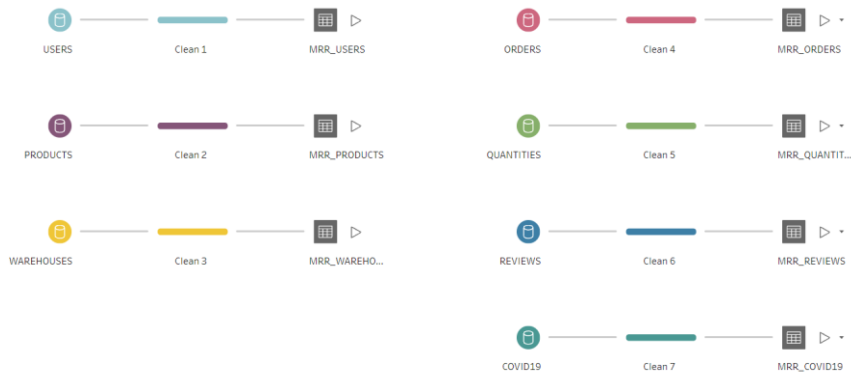 USERS Clean 1 MRR_USERS ORDERS Clean 4 MRR_ORDERS
PRODUCTS Clean 2 MRR_PRODUCTS QUANTITIES Clean 5 MRR_QUANTIT...
WAREHOUSES Clean 3 MRR_WAREHO... REVIEWS Clean 6 MRR_REVIEWS
COVID19 Clean 7 MRR_COVID19